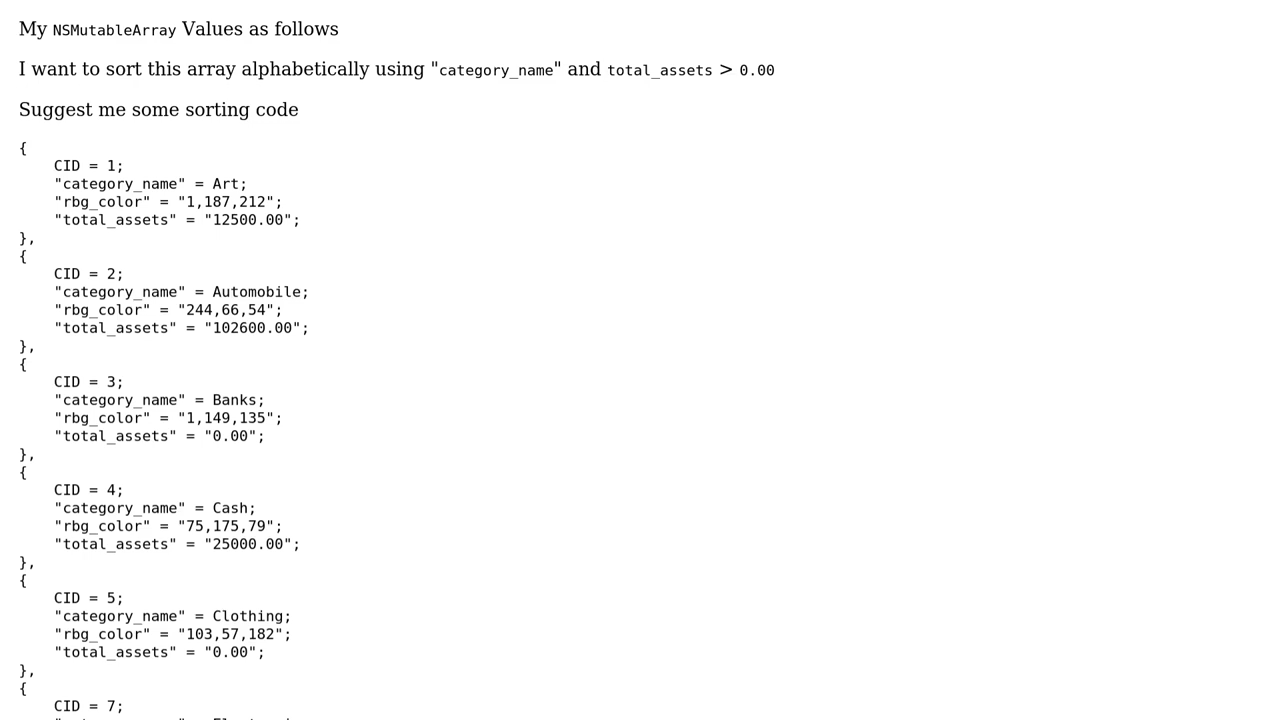 My NSMutableArray Values as follows
I want to sort this array alphabetically using "category_name" and total_assets > 0.00
Suggest me some sorting code
{
    CID = 1;
    "category_name" = Art;
    "rbg_color" = "1,187,212";
    "total_assets" = "12500.00";
},
{
    CID = 2;
    "category_name" = Automobile;
    "rbg_color" = "244,66,54";
    "total_assets" = "102600.00";
},
{
    CID = 3;
    "category_name" = Banks;
    "rbg_color" = "1,149,135";
    "total_assets" = "0.00";
},
{
    CID = 4;
    "category_name" = Cash;
    "rbg_color" = "75,175,79";
    "total_assets" = "25000.00";
},
{
    CID = 5;
    "category_name" = Clothing;
    "rbg_color" = "103,57,182";
    "total_assets" = "0.00";
},
{
    CID = 7;